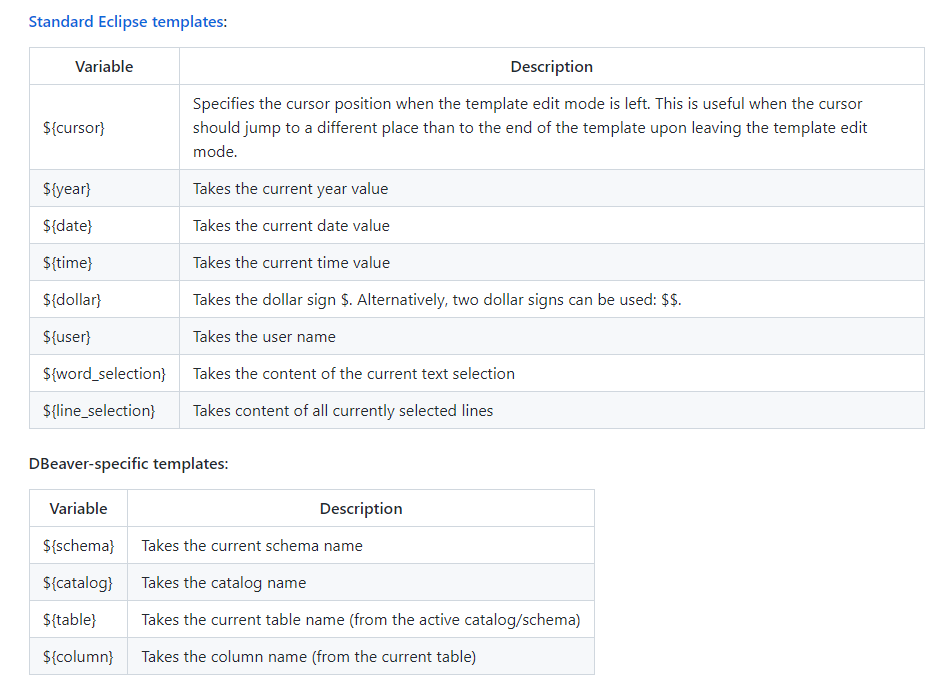 Standard Eclipse templates:
Variable Description
${cursor} Specifies the cursor position when the template edit mode is left. This is useful when the cursor
should jump to a different place than to the end of the template upon leaving the template edit
mode.
${year} Takes the current year value
${date} Takes the current date value
${time} Takes the current time value
${dollar} Takes the dollar sign $. Alternatively, two dollar signs can be used: $$.
${user} Takes the user name
${word_selection} Takes the content of the current text selection
${line_selection} Takes content of all currently selected lines
DBeaver-specific templates:
Variable Description
${schema} Takes the current schema name
${catalog} Takes the catalog name
${table} Takes the current table name (from the active catalog/schema)
${column} Takes the column name (from the current table)